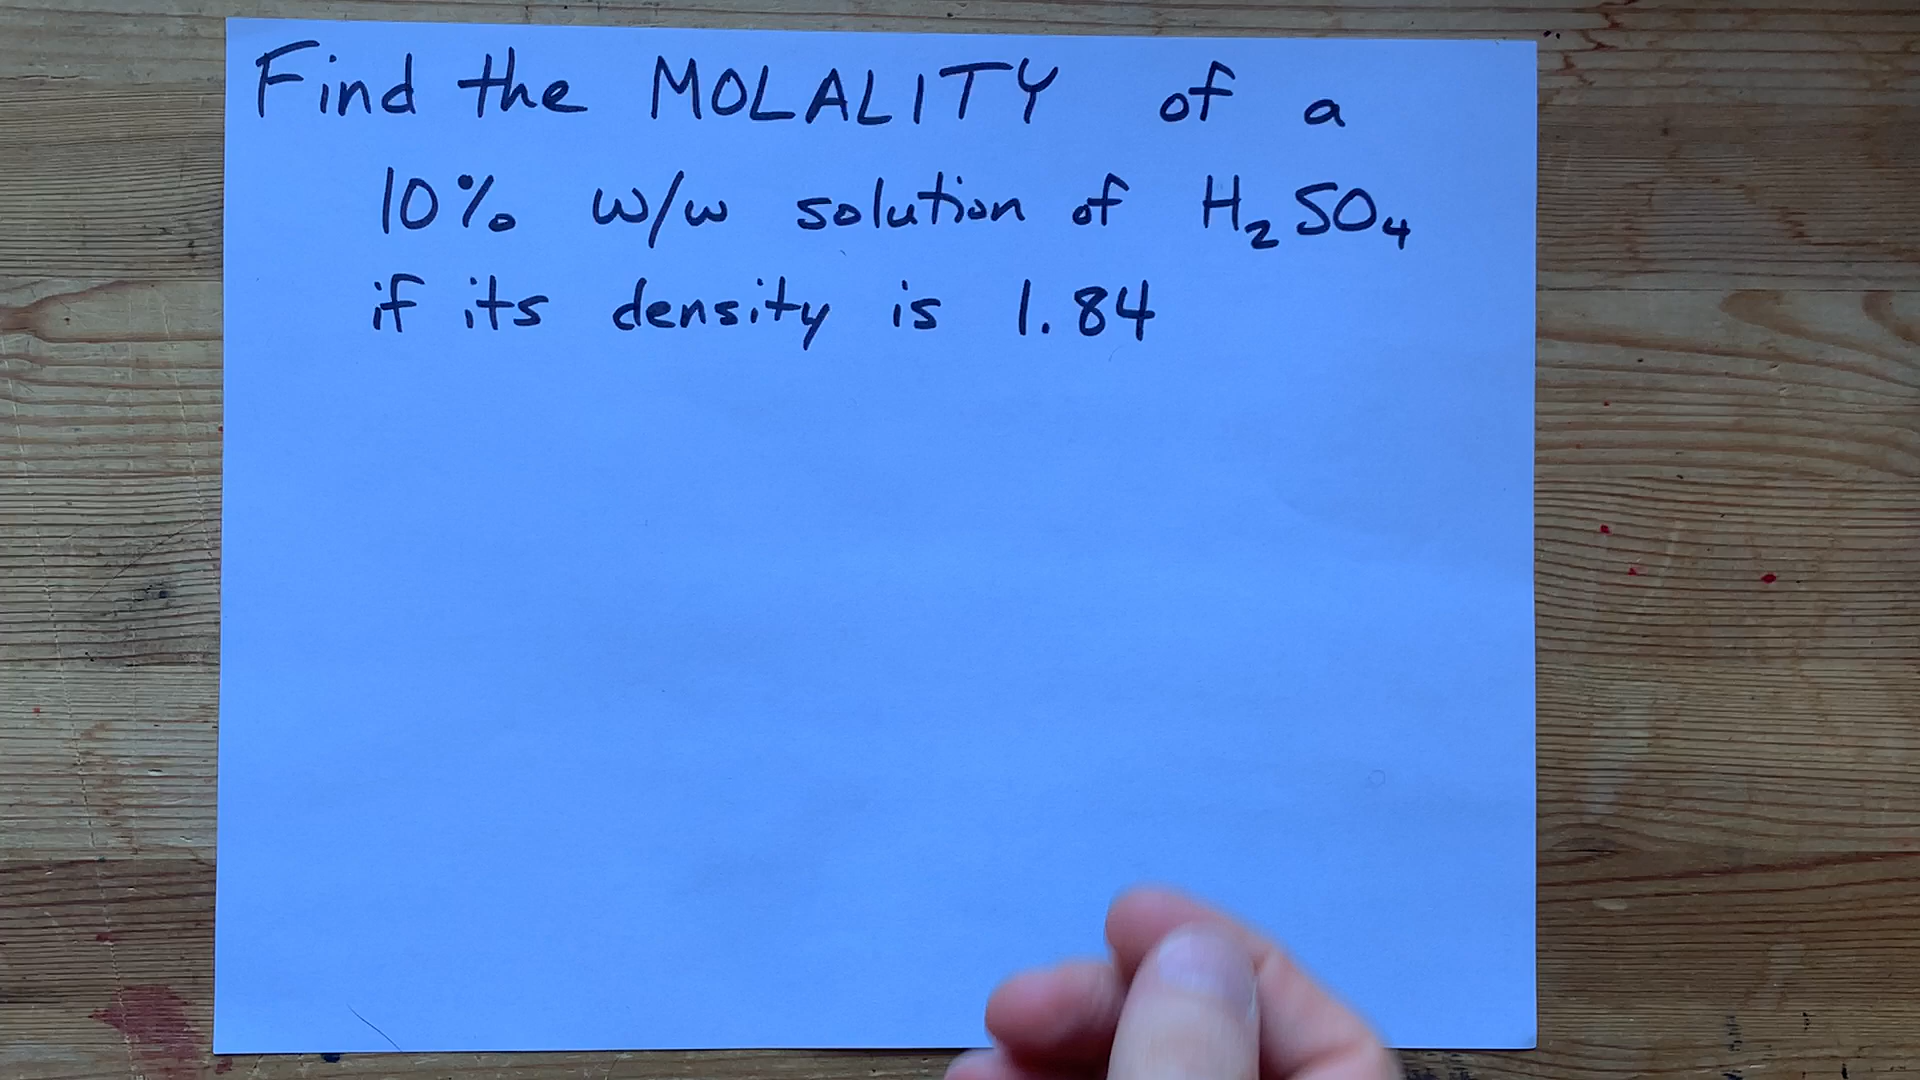 Find the MOLALITY of a
10% w/w solution of H₂SO₄
if its density is 1.84